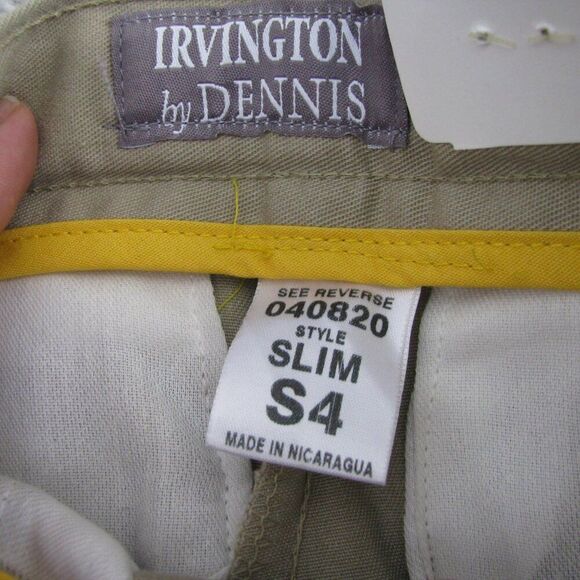 IRVINGTON
by DENNIS
SEE REVERSE
040820
STYLE
SLIM
S4
MADE IN NICARAGUA